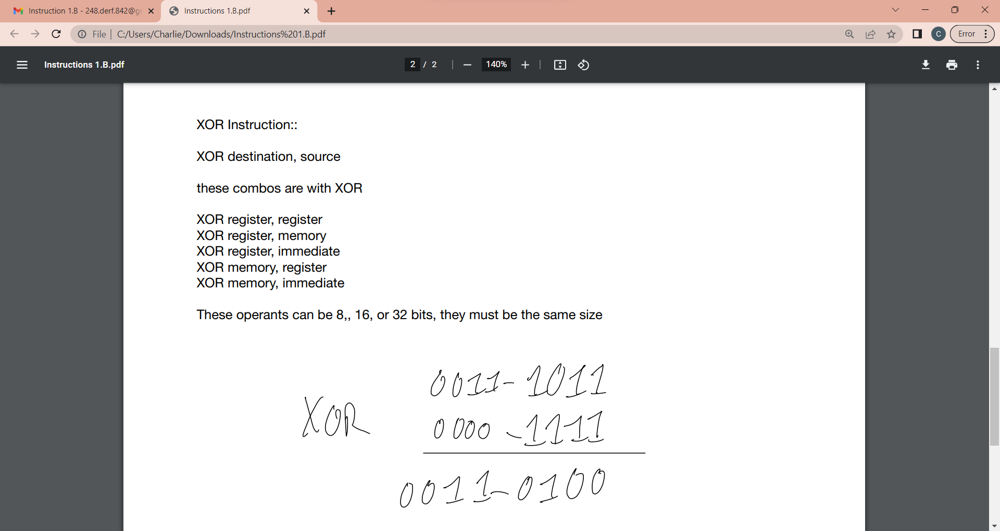 Instruction 1.B - 248.derf.842@g
Instructions 1.B.pdf
File
C:/Users/Charlie/Downloads/Instructions%201.B.pdf
C
Error
Instructions 1.B.pdf
2 / 2
140%
XOR Instruction::
XOR destination, source
these combos are with XOR
XOR register, register
XOR register, memory
XOR register, immediate
XOR memory, register
XOR memory, immediate
These operants can be 8,, 16, or 32 bits, they must be the same size
0011-1011
XOR 0000-1111
0011-0100